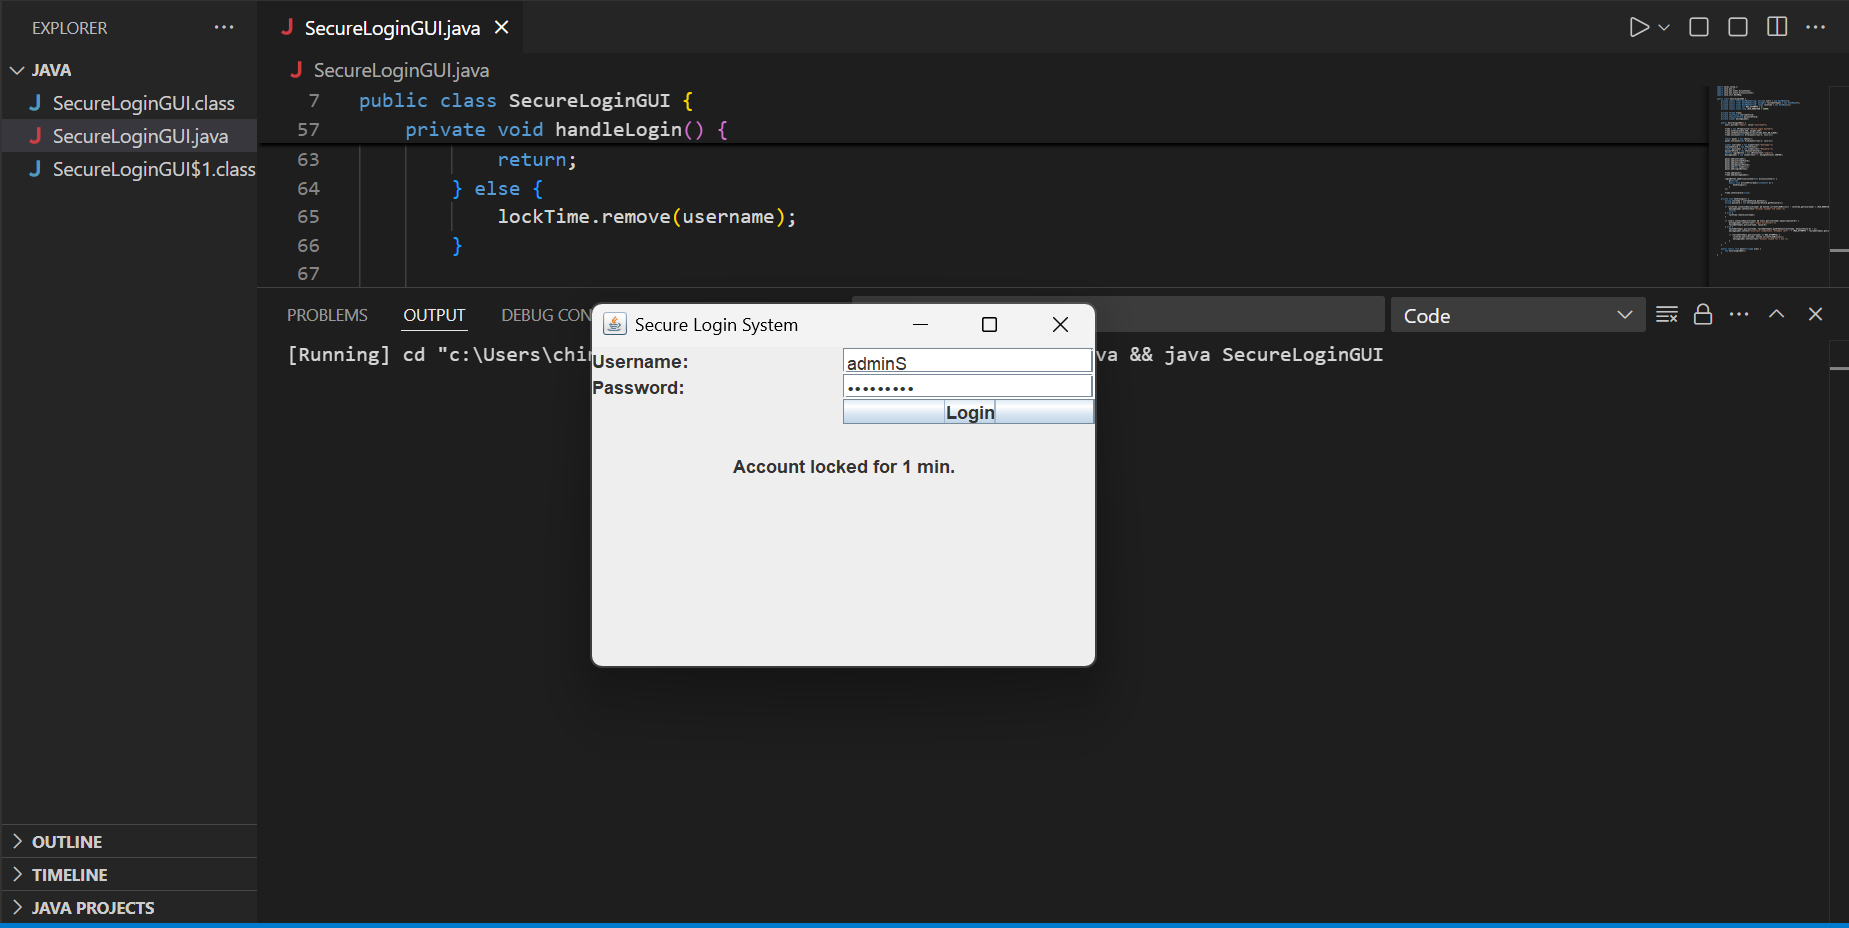 EXPLORER
JAVA
SecureLoginGUI.class
SecureLoginGUI.java
SecureLoginGUI$1.class
OUTLINE
TIMELINE
JAVA PROJECTS
SecureLoginGUI.java
SecureLoginGUI.java
7 public class SecureLoginGUI {
57 private void handleLogin() {
63 return;
64 } else {
65 lockTime.remove(username);
66 }
67
PROBLEMS OUTPUT DEBUG CON
Code
[Running] cd "c:\Users\chi va && java SecureLoginGUI
Secure Login System
Username: adminS
Password: •••••••••
Login
Account locked for 1 min.